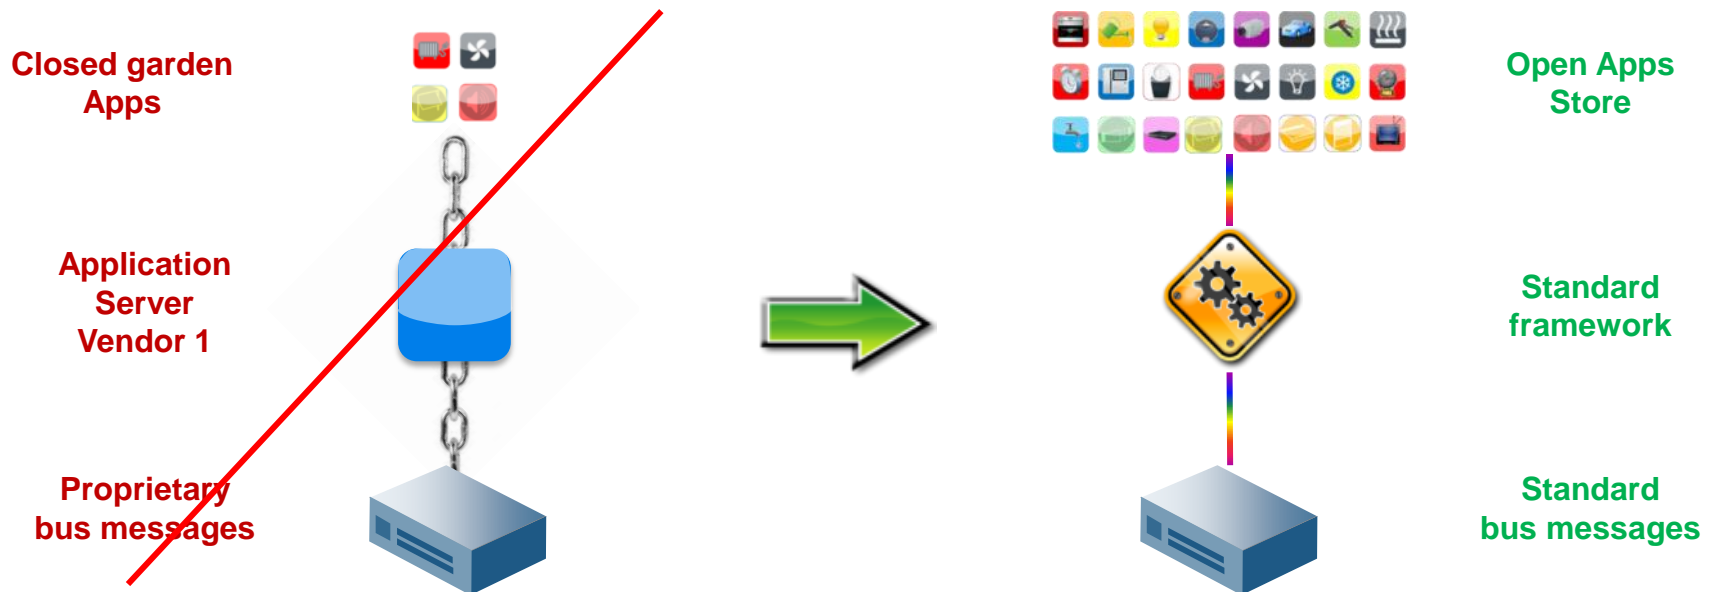 Closed garden
Apps
Application
Server
Vendor 1
Proprietary
bus messages
Open Apps
Store
Standard
framework
Standard
bus messages